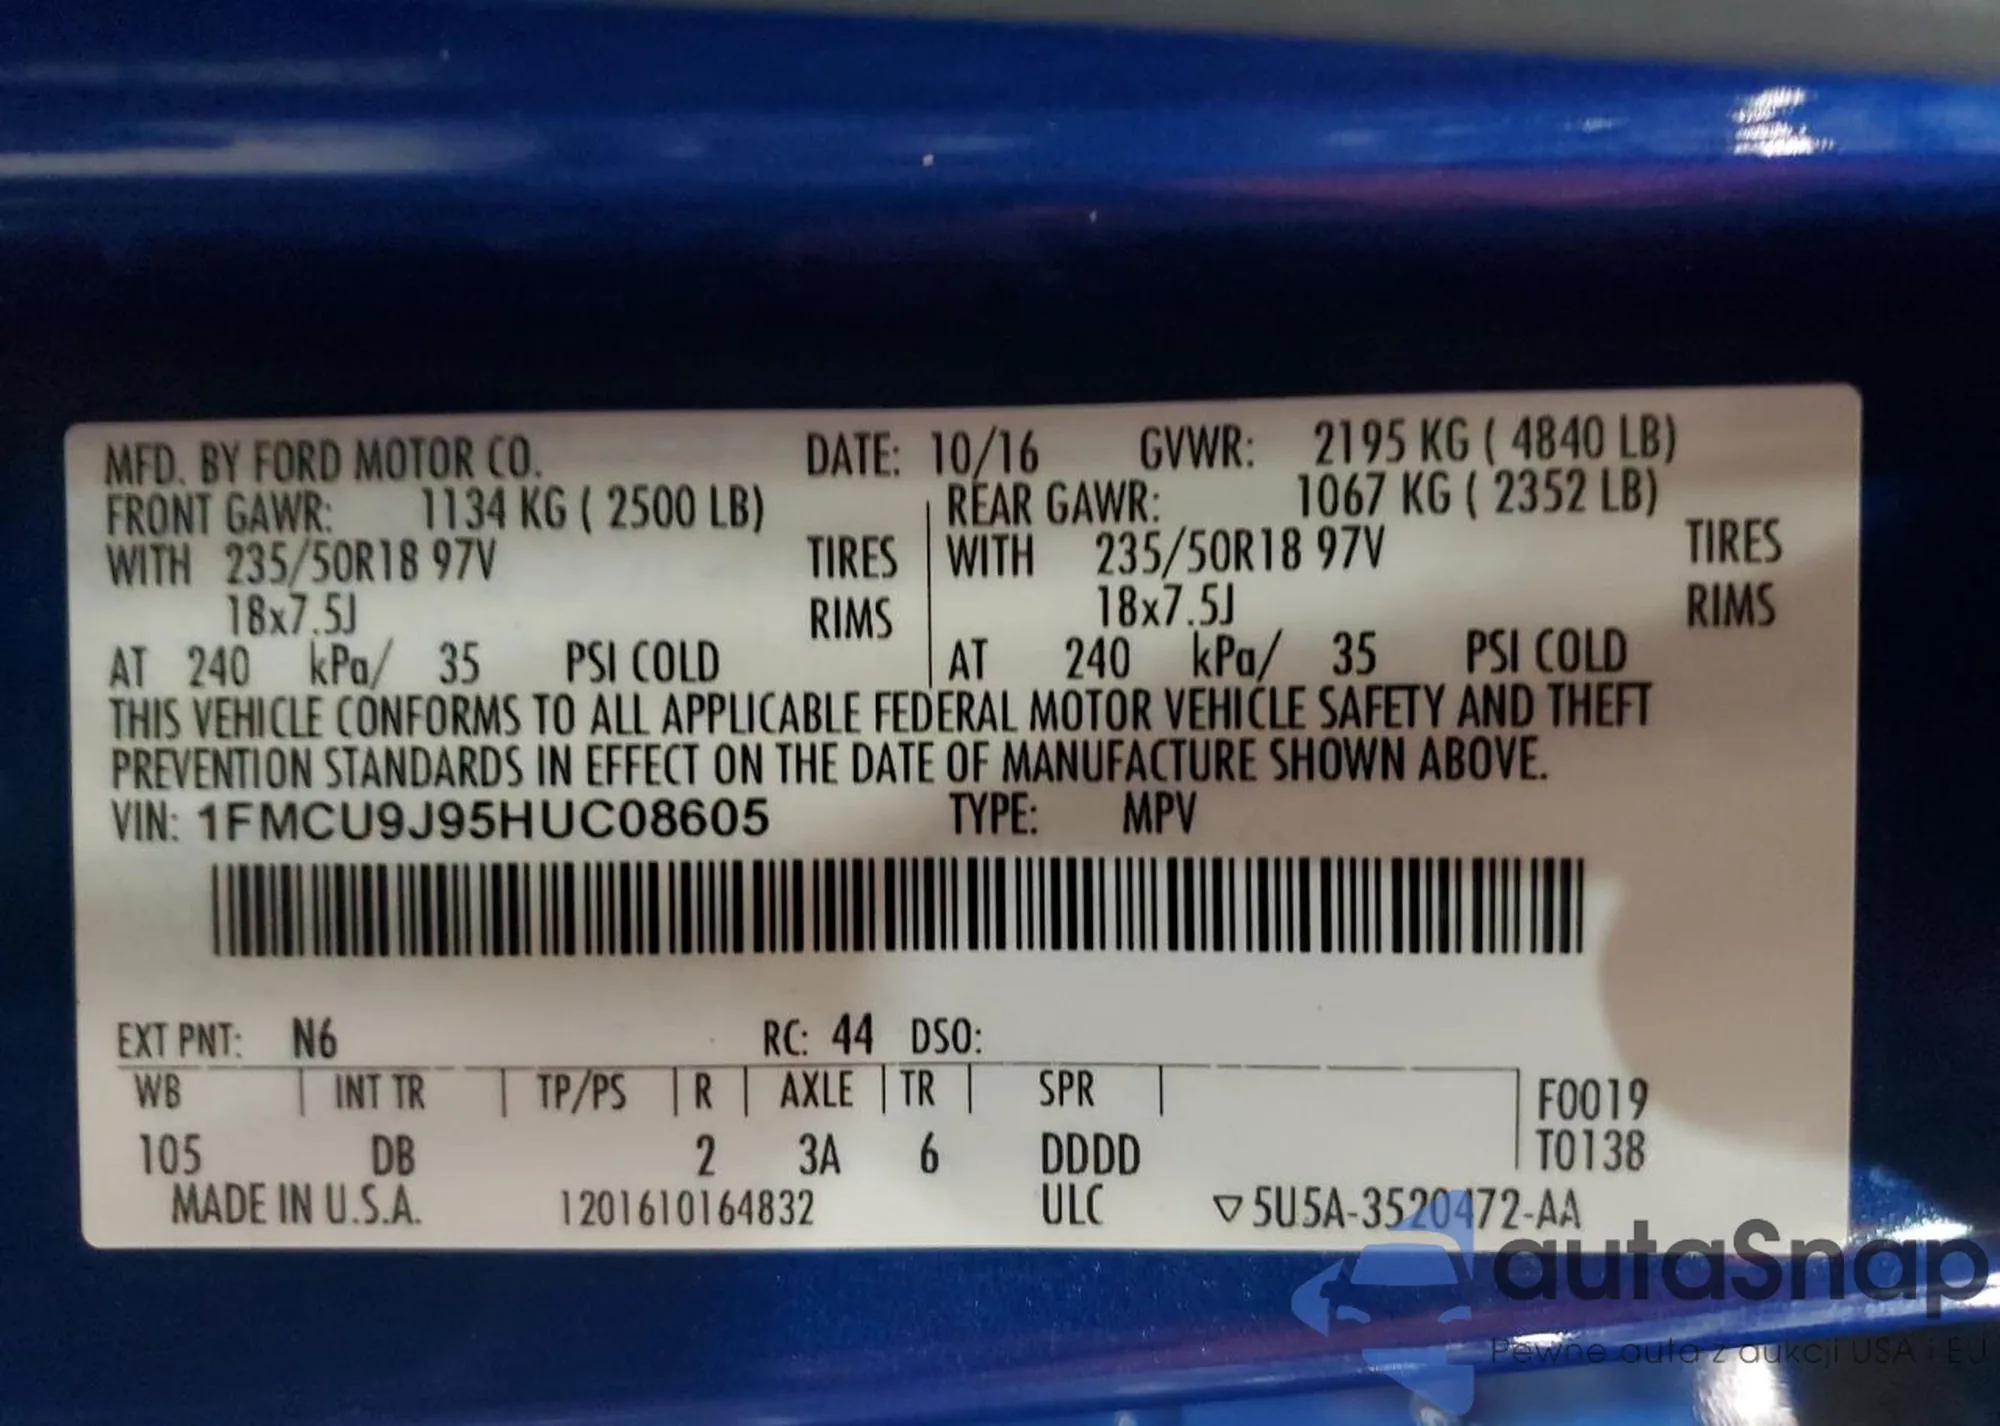 MFD. BY FORD MOTOR CO. DATE: 10/16 GVWR: 2195 KG ( 4840 LB)
FRONT GAWR: 1134 KG ( 2500 LB) REAR GAWR: 1067 KG ( 2352 LB)
WITH 235/50R18 97V TIRES WITH 235/50R18 97V TIRES
18x7.5J RIMS 18x7.5J RIMS
AT 240 kPa/ 35 PSI COLD AT 240 kPa/ 35 PSI COLD
THIS VEHICLE CONFORMS TO ALL APPLICABLE FEDERAL MOTOR VEHICLE SAFETY AND THEFT
PREVENTION STANDARDS IN EFFECT ON THE DATE OF MANUFACTURE SHOWN ABOVE.
VIN: 1FMCU9J95HUC08605 TYPE: MPV
EXT PNT: N6 RC: 44 DSO:
WB INT TR TP/PS R AXLE TR SPR F0019
105 DB 2 3A 6 DDDD T0138
MADE IN U.S.A. 1201610164832 ULC ▽5U5A-3520472-AA
autaSnap
Pewne auta z aukcji USA i EU